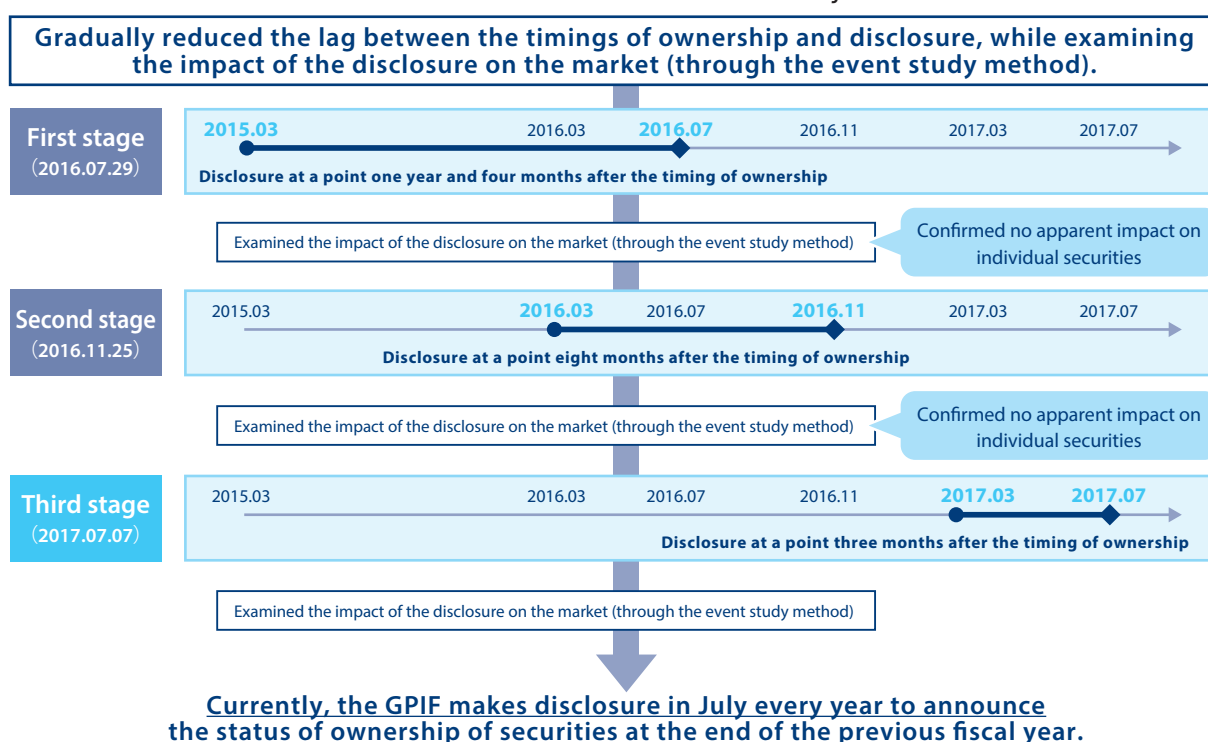 Gradually reduced the lag between the timings of ownership and disclosure, while examining
the impact of the disclosure on the market (through the event study method).
First stage
（2016.07.29）
2015.03 2016.03 2016.07 2016.11 2017.03 2017.07
Disclosure at a point one year and four months after the timing of ownership
Examined the impact of the disclosure on the market (through the event study method)
Confirmed no apparent impact on
individual securities
Second stage
（2016.11.25）
2015.03 2016.03 2016.07 2016.11 2017.03 2017.07
Disclosure at a point eight months after the timing of ownership
Examined the impact of the disclosure on the market (through the event study method)
Confirmed no apparent impact on
individual securities
Third stage
（2017.07.07）
2015.03 2016.03 2016.07 2016.11 2017.03 2017.07
Disclosure at a point three months after the timing of ownership
Examined the impact of the disclosure on the market (through the event study method)
Currently, the GPIF makes disclosure in July every year to announce
the status of ownership of securities at the end of the previous fiscal year.